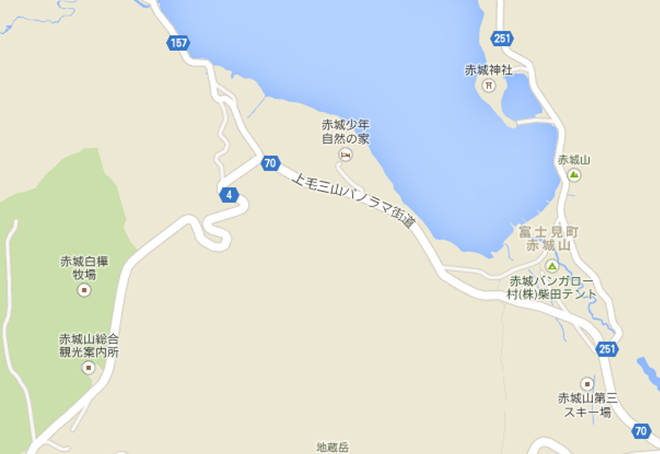 251
157
赤城神社
赤城少年
自然の家
赤城山
70
4
上毛三山パノラマ街道
富士見町
赤城山
赤城白樺
牧場
赤城バンガロー
村(株)柴田テント
赤城山総合
観光案内所
251
赤城山第三
スキー場
70
地蔵岳